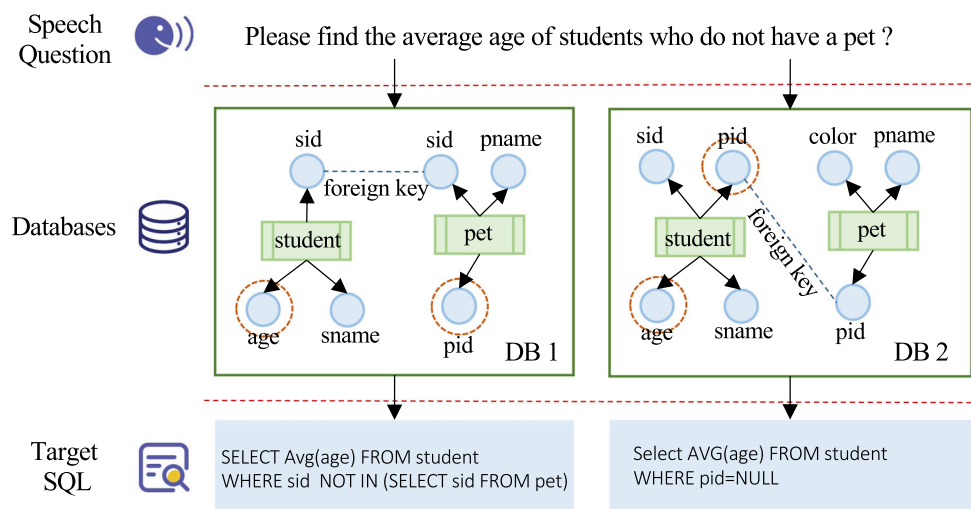 Speech
Question
Please find the average age of students who do not have a pet ?
Databases
sid
sid
pname
foreign key
student
pet
age
sname
pid
DB 1
sid
pid
color
pname
foreign key
student
pet
age
sname
pid
DB 2
Target
SQL
SELECT Avg(age) FROM student
WHERE sid NOT IN (SELECT sid FROM pet)
Select AVG(age) FROM student
WHERE pid=NULL